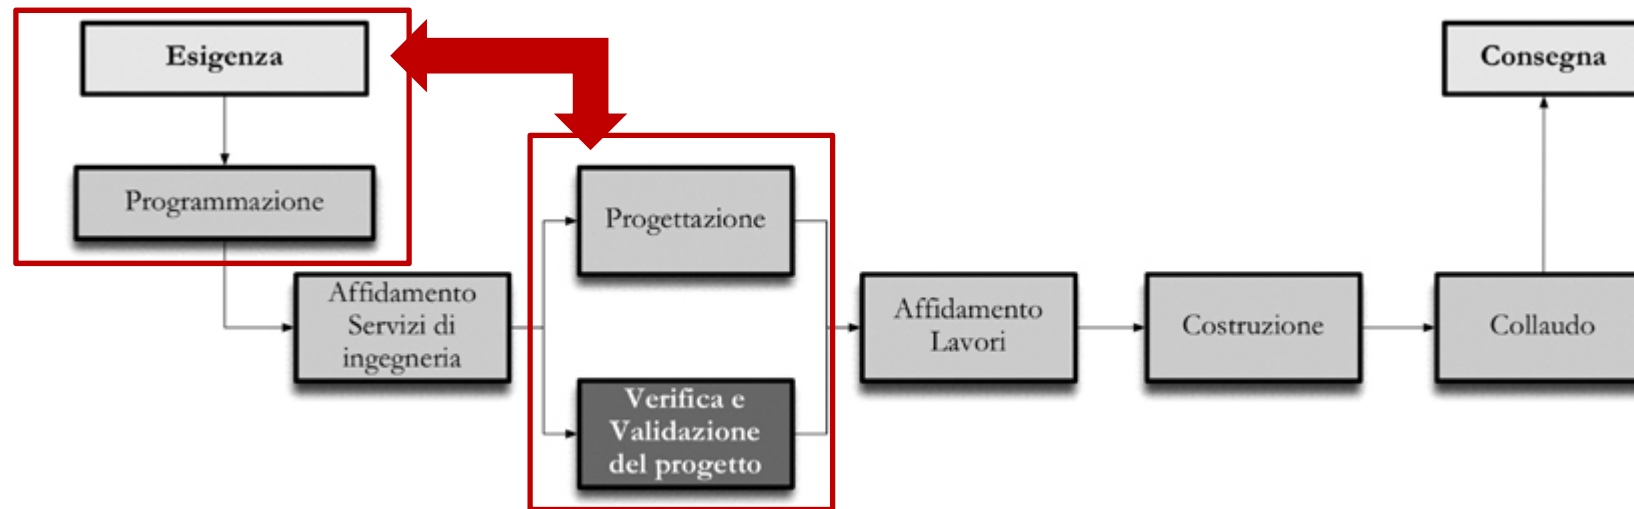 Esigenza
Consegna
Programmazione
Progettazione
Affidamento
Servizi di
ingegneria
Affidamento
Lavori
Costruzione
Collaudo
Verifica e
Validazione
del progetto